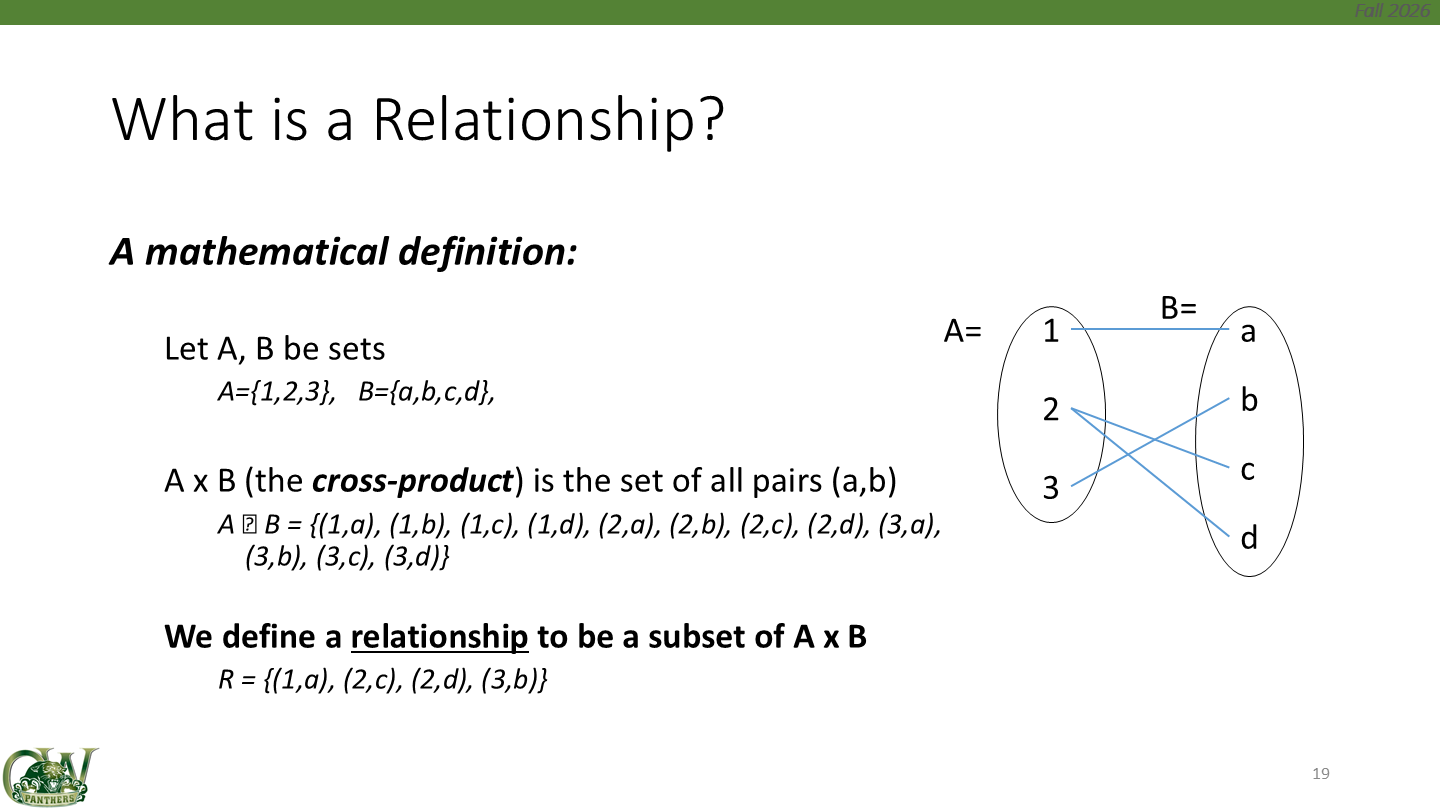 Fall 2026
What is a Relationship?
A mathematical definition:
Let A, B be sets
A={1,2,3}, B={a,b,c,d},
A x B (the cross-product) is the set of all pairs (a,b)
A B = {(1,a), (1,b), (1,c), (1,d), (2,a), (2,b), (2,c), (2,d), (3,a),
(3,b), (3,c), (3,d)}
We define a relationship to be a subset of A x B
R = {(1,a), (2,c), (2,d), (3,b)}
A=
B=
1
2
3
a
b
c
d
OW
PANTHERS
19